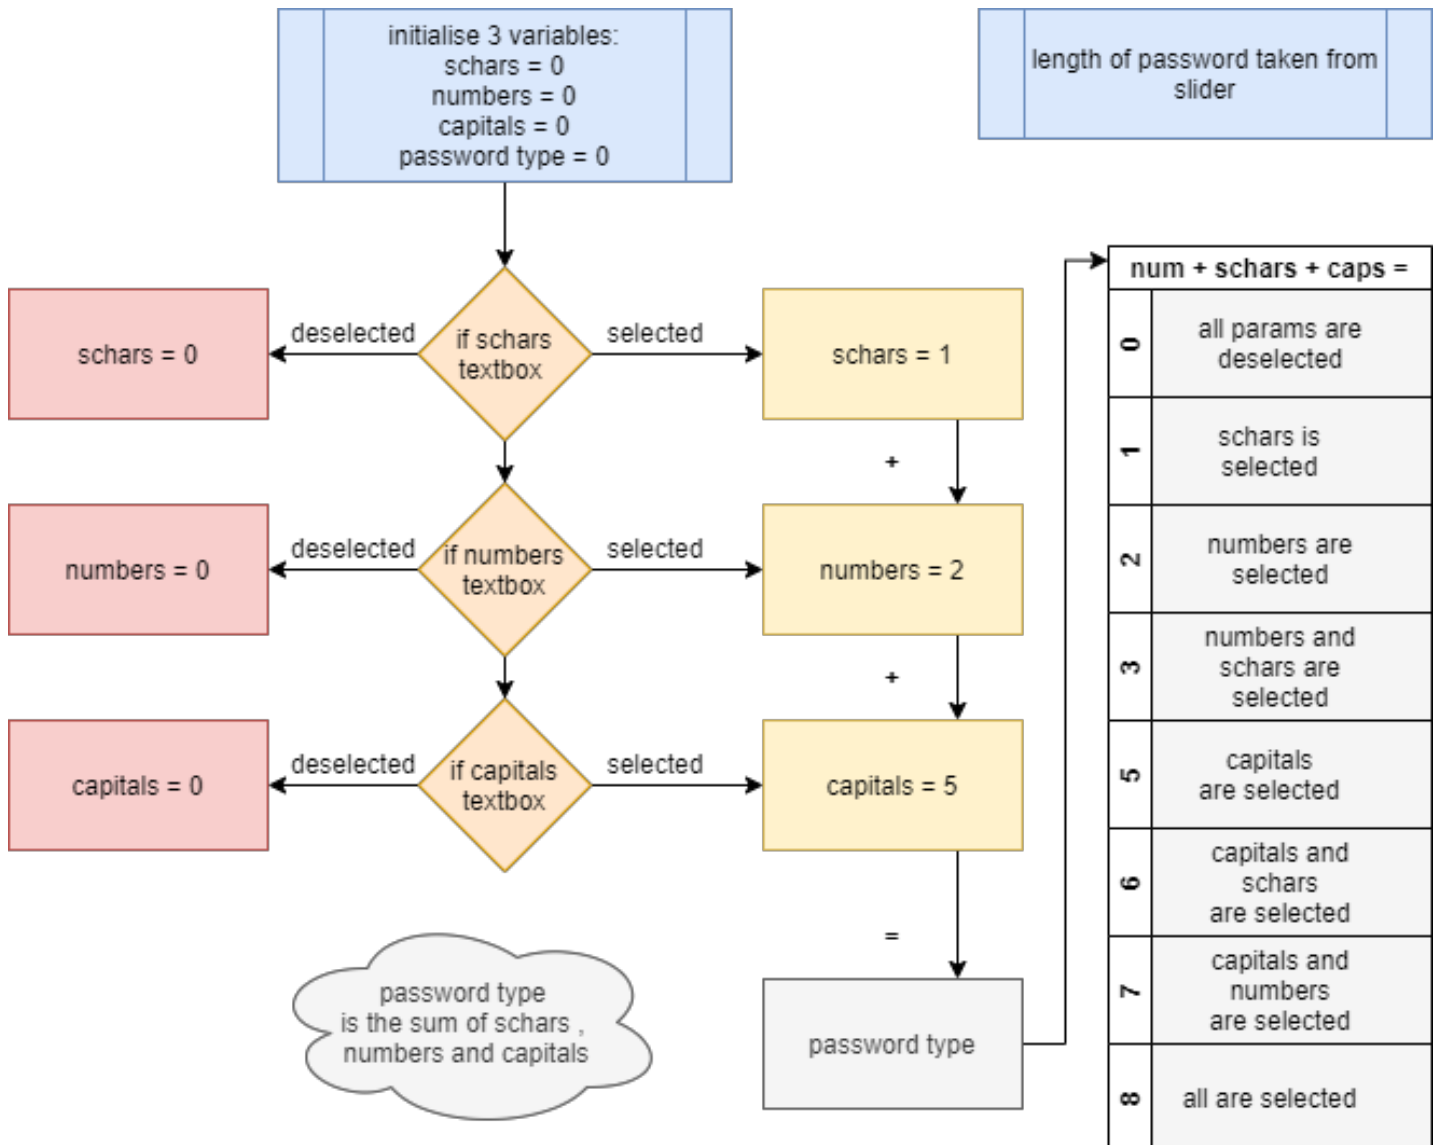 initialise 3 variables:
schars = 0
numbers = 0
capitals = 0
password type = 0
length of password taken from
slider
num + schars + caps =
schars = 0
deselected
if schars
textbox
selected
schars = 1
+
numbers = 0
deselected
if numbers
textbox
selected
numbers = 2
+
capitals = 0
deselected
if capitals
textbox
selected
capitals = 5
=
password type
is the sum of schars ,
numbers and capitals
password type
0
all params are
deselected
1
schars is
selected
2
numbers are
selected
3
numbers and
schars are
selected
5
capitals
are selected
6
capitals and
schars
are selected
7
capitals and
numbers
are selected
8
all are selected